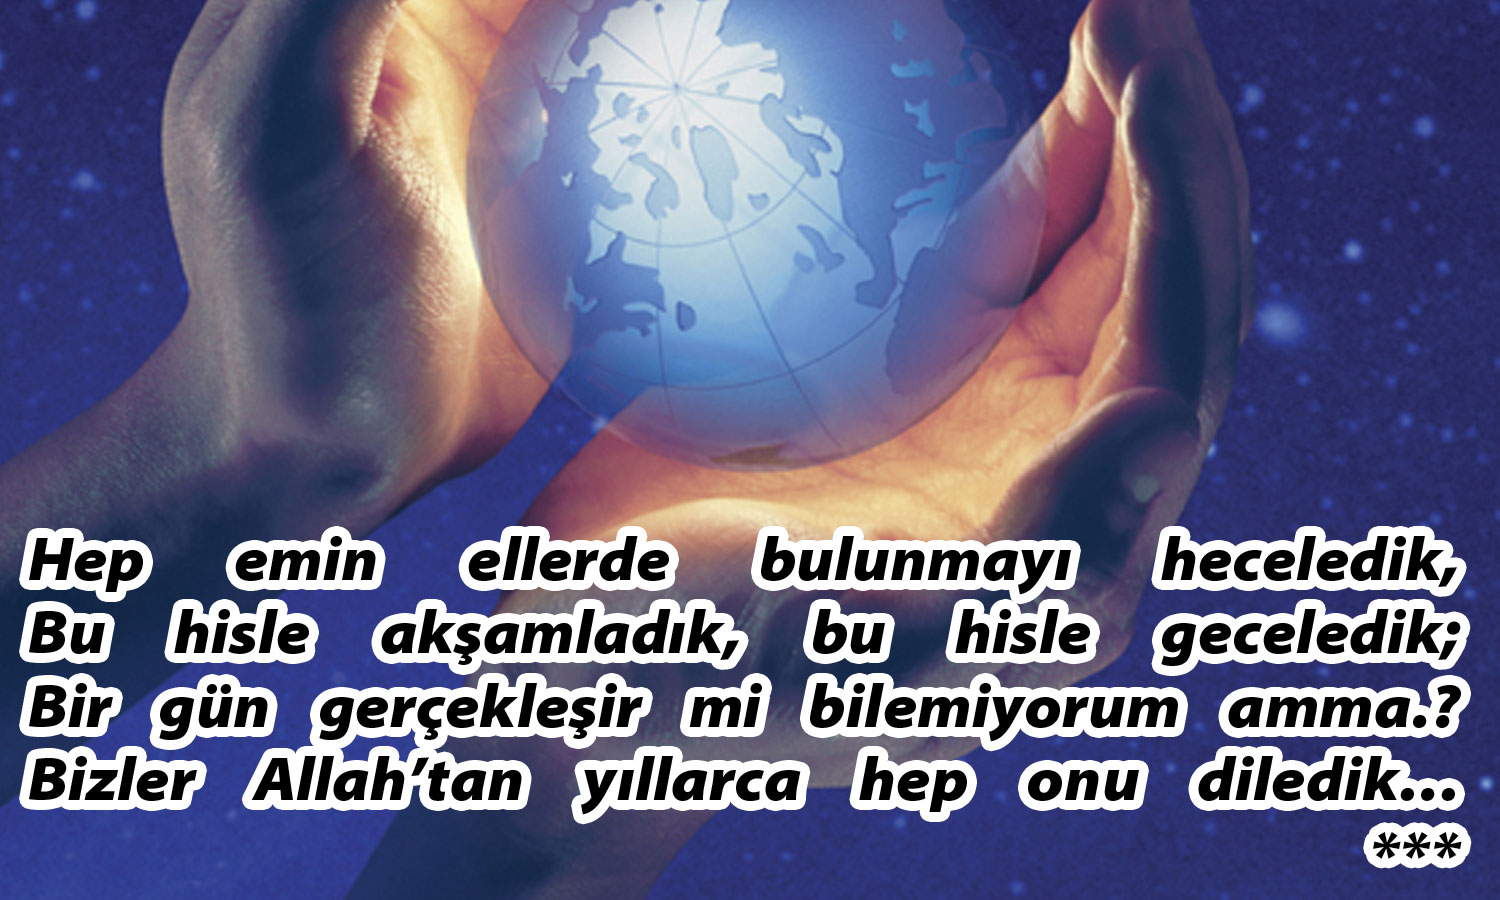 Hep emin ellerde bulunmayı heceledik,
Bu hisle akşamladık, bu hisle geceledik;
Bir gün gerçekleşir mi bilemiyorum amma.?
Bizler Allah’tan yıllarca hep onu diledik...
***